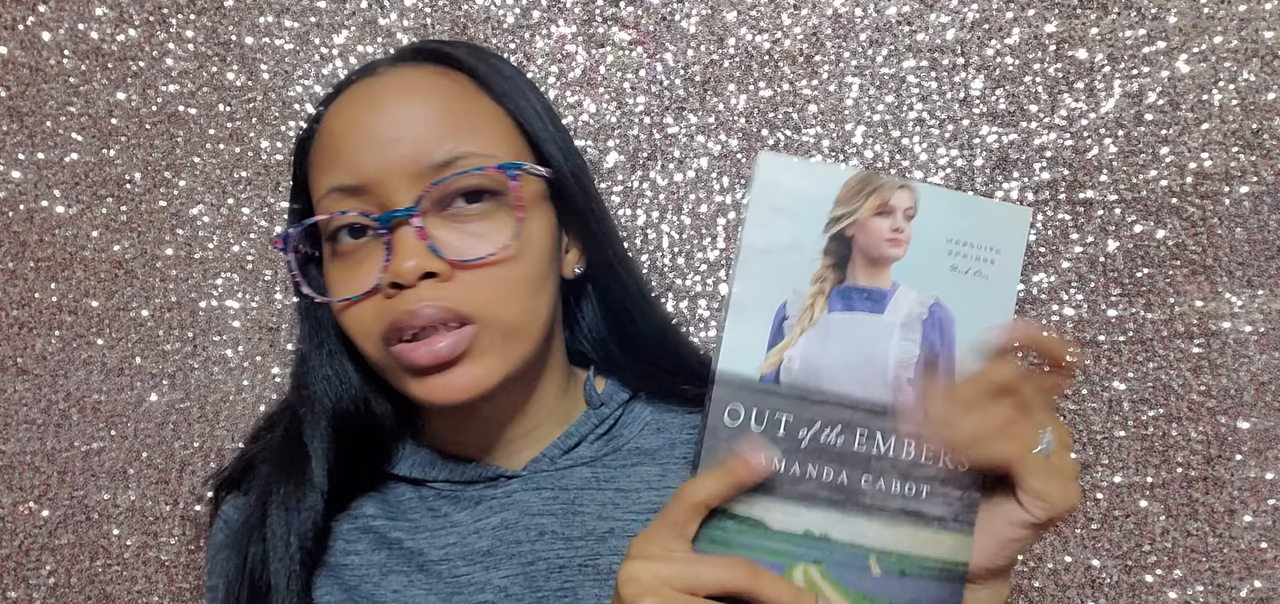 MESQUITE
SPRINGS
Book One
OUT of the EMBERS
AMANDA CABOT